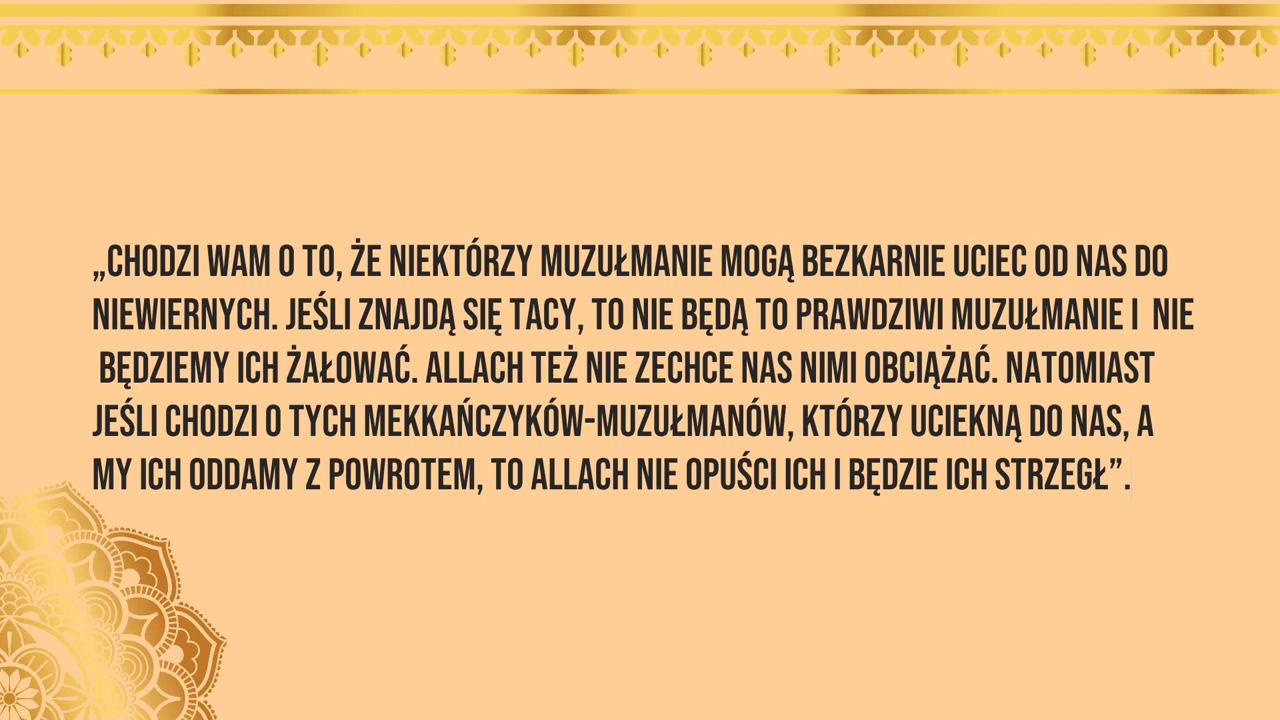 „CHODZI WAM O TO, ŻE NIEKTÓRZY MUZUŁMANIE MOGĄ BEZKARNIE UCIEC OD NAS DO
NIEWIERNYCH. JEŚLI ZNAJDĄ SIĘ TACY, TO NIE BĘDĄ TO PRAWDZIWI MUZUŁMANIE I NIE
BĘDZIEMY ICH ŻAŁOWAĆ. ALLACH TEŻ NIE ZECHCE NAS NIMI OBCIĄŻAĆ. NATOMIAST
JEŚLI CHODZI O TYCH MEKKAŃCZYKÓW-MUZUŁMANÓW, KTÓRZY UCIEKNĄ DO NAS, A
MY ICH ODDAMY Z POWROTEM, TO ALLACH NIE OPUŚCI ICH I BĘDZIE ICH STRZEGŁ”.